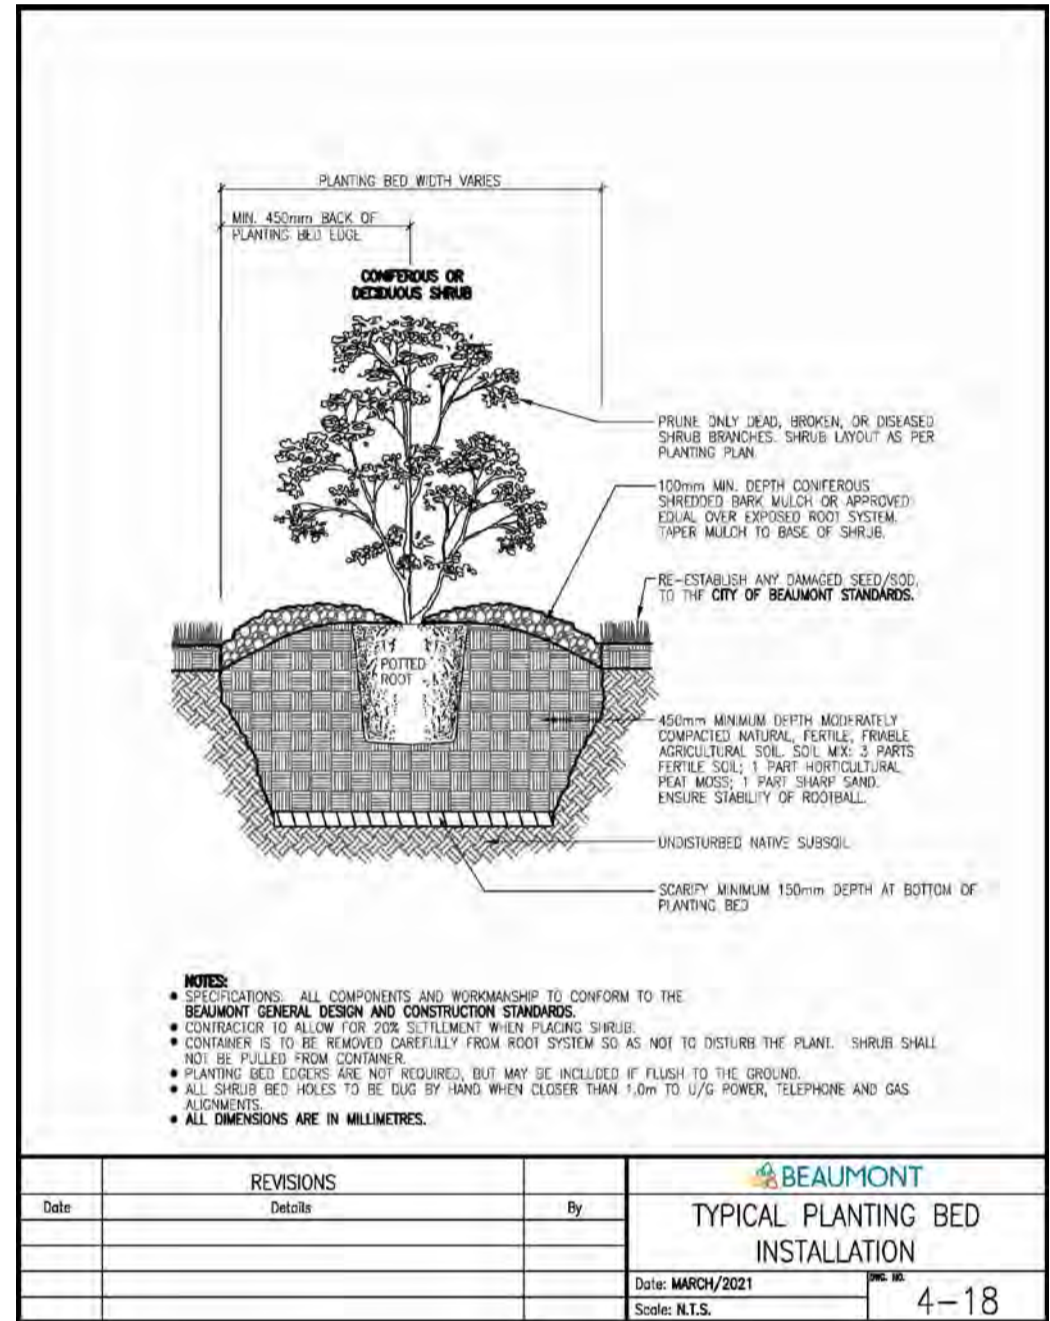 PLANTING BED WIDTH VARIES
MIN. 450mm BACK OF
PLANTING BED EDGE
CONIFEROUS OR
DECIDUOUS SHRUB
PRUNE ONLY DEAD, BROKEN, OR DISEASED
SHRUB BRANCHES. SHRUB LAYOUT AS PER
PLANTING PLAN.
100mm MIN. DEPTH CONIFEROUS
SHREDDED BARK MULCH OR APPROVED
EQUAL OVER EXPOSED ROOT SYSTEM.
TAPER MULCH TO BASE OF SHRUB.
RE-ESTABLISH ANY DAMAGED SEED/SOD,
TO THE CITY OF BEAUMONT STANDARDS.
POTTED
ROOT
450mm MINIMUM DEPTH MODERATELY
COMPACTED NATURAL, FERTILE, FRIABLE
AGRICULTURAL SOIL. SOIL MIX: 3 PARTS
FERTILE SOIL; 1 PART HORTICULTURAL
PEAT MOSS; 1 PART SHARP SAND.
ENSURE STABILITY OF ROOTBALL.
UNDISTURBED NATIVE SUBSOIL
SCARIFY MINIMUM 150mm DEPTH AT BOTTOM OF
PLANTING BED
NOTES:
• SPECIFICATIONS: ALL COMPONENTS AND WORKMANSHIP TO CONFORM TO THE
BEAUMONT GENERAL DESIGN AND CONSTRUCTION STANDARDS.
• CONTRACTOR TO ALLOW FOR 20% SETTLEMENT WHEN PLACING SHRUB.
• CONTAINER IS TO BE REMOVED CAREFULLY FROM ROOT SYSTEM SO AS NOT TO DISTURB THE PLANT. SHRUB SHALL
NOT BE PULLED FROM CONTAINER.
• PLANTING BED EDGERS ARE NOT REQUIRED, BUT MAY BE INCLUDED IF FLUSH TO THE GROUND.
• ALL SHRUB BED HOLES TO BE DUG BY HAND WHEN CLOSER THAN 1.0m TO U/G POWER, TELEPHONE AND GAS
ALIGNMENTS.
• ALL DIMENSIONS ARE IN MILLIMETRES.
REVISIONS
Date Details By
BEAUMONT
TYPICAL PLANTING BED
INSTALLATION
Date: MARCH/2021
Scale: N.T.S.
DWG. NO.
4-18